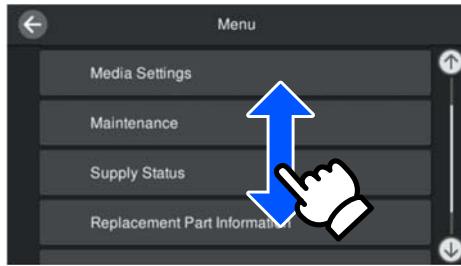 Menu
Media Settings
Maintenance
Supply Status
Replacement Part Information